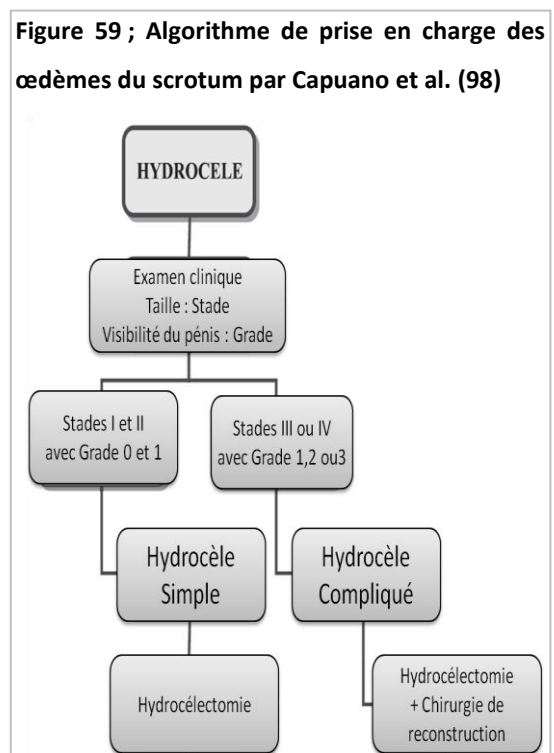 Figure 59 ; Algorithme de prise en charge des
œdèmes du scrotum par Capuano et al. (98)
HYDROCELE
Examen clinique
Taille : Stade
Visibilité du pénis : Grade
Stades I et II
avec Grade 0 et 1
Stades III ou IV
avec Grade 1,2 ou3
Hydrocèle
Simple
Hydrocèle
Compliqué
Hydrocélectomie
Hydrocélectomie
+ Chirurgie de
reconstruction